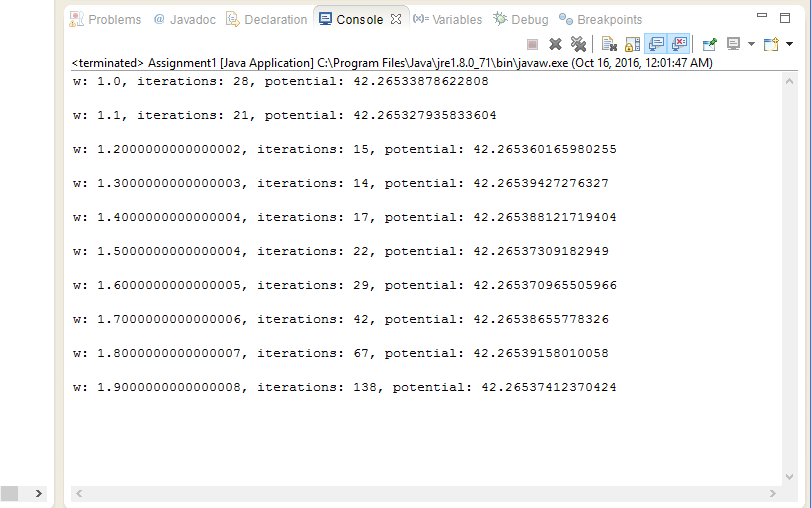 Problems @ Javadoc Declaration Console (x)= Variables Debug Breakpoints
<terminated> Assignment1 [Java Application] C:\Program Files\Java\jre1.8.0_71\bin\javaw.exe (Oct 16, 2016, 12:01:47 AM)
w: 1.0, iterations: 28, potential: 42.26533878622808
w: 1.1, iterations: 21, potential: 42.265327935833604
w: 1.2000000000000002, iterations: 15, potential: 42.265360165980255
w: 1.3000000000000003, iterations: 14, potential: 42.26539427276327
w: 1.4000000000000004, iterations: 17, potential: 42.265388121719404
w: 1.5000000000000004, iterations: 22, potential: 42.26537309182949
w: 1.6000000000000005, iterations: 29, potential: 42.265370965505966
w: 1.7000000000000006, iterations: 42, potential: 42.26538655778326
w: 1.8000000000000007, iterations: 67, potential: 42.26539158010058
w: 1.9000000000000008, iterations: 138, potential: 42.26537412370424